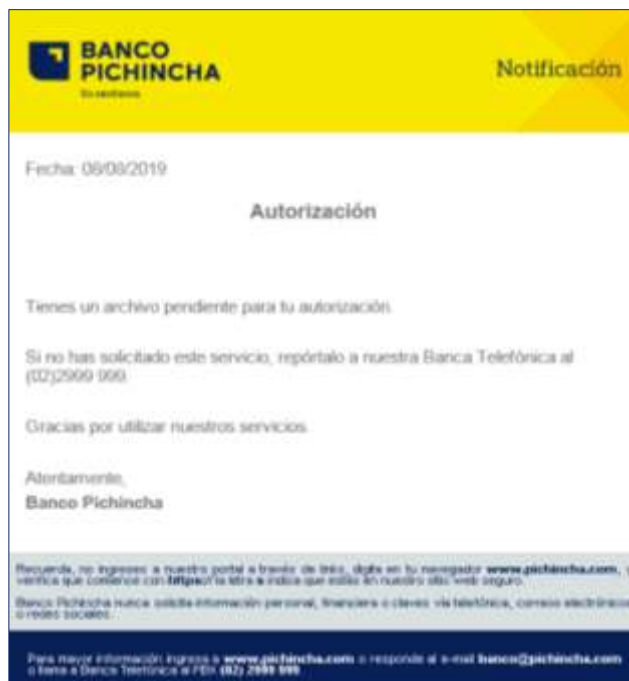 BANCO
PICHINCHA
En confianza
Notificación
Fecha: 08/08/2019
Autorización
Tienes un archivo pendiente para tu autorización.
Si no has solicitado este servicio, repórtalo a nuestra Banca Telefónica al
(02)2999 999.
Gracias por utilizar nuestros servicios.
Atentamente,
Banco Pichincha
Recuerda, no ingreses a nuestro portal a través de links, digita en tu navegador www.pichincha.com, y
verifica que comience con https:// la letra s indica que estás en nuestro sitio web seguro.
Banco Pichincha nunca solicita información personal, financiera o claves vía telefónica, correos electrónicos
o redes sociales.
Para mayor información ingresa a www.pichincha.com o responde al e-mail banco@pichincha.com
o llama a Banca Telefónica al PBX (02) 2999 999